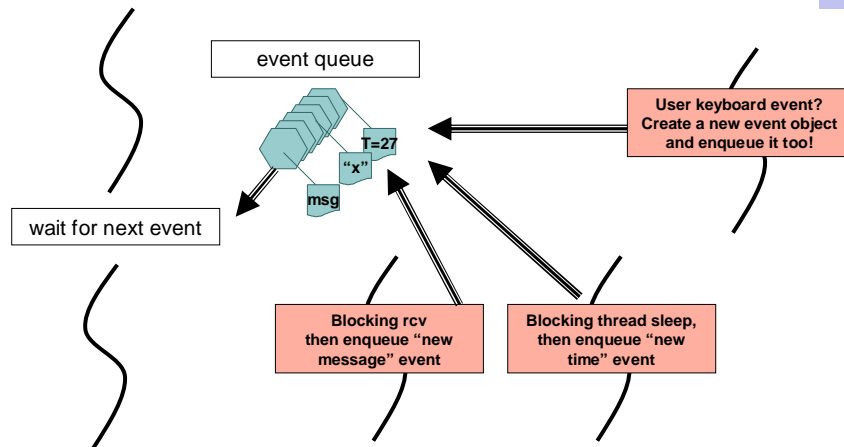 event queue
User keyboard event?
Create a new event object
and enqueue it too!
T=27
“x”
msg
wait for next event
Blocking rcv
then enqueue “new
message” event
Blocking thread sleep,
then enqueue “new
time” event